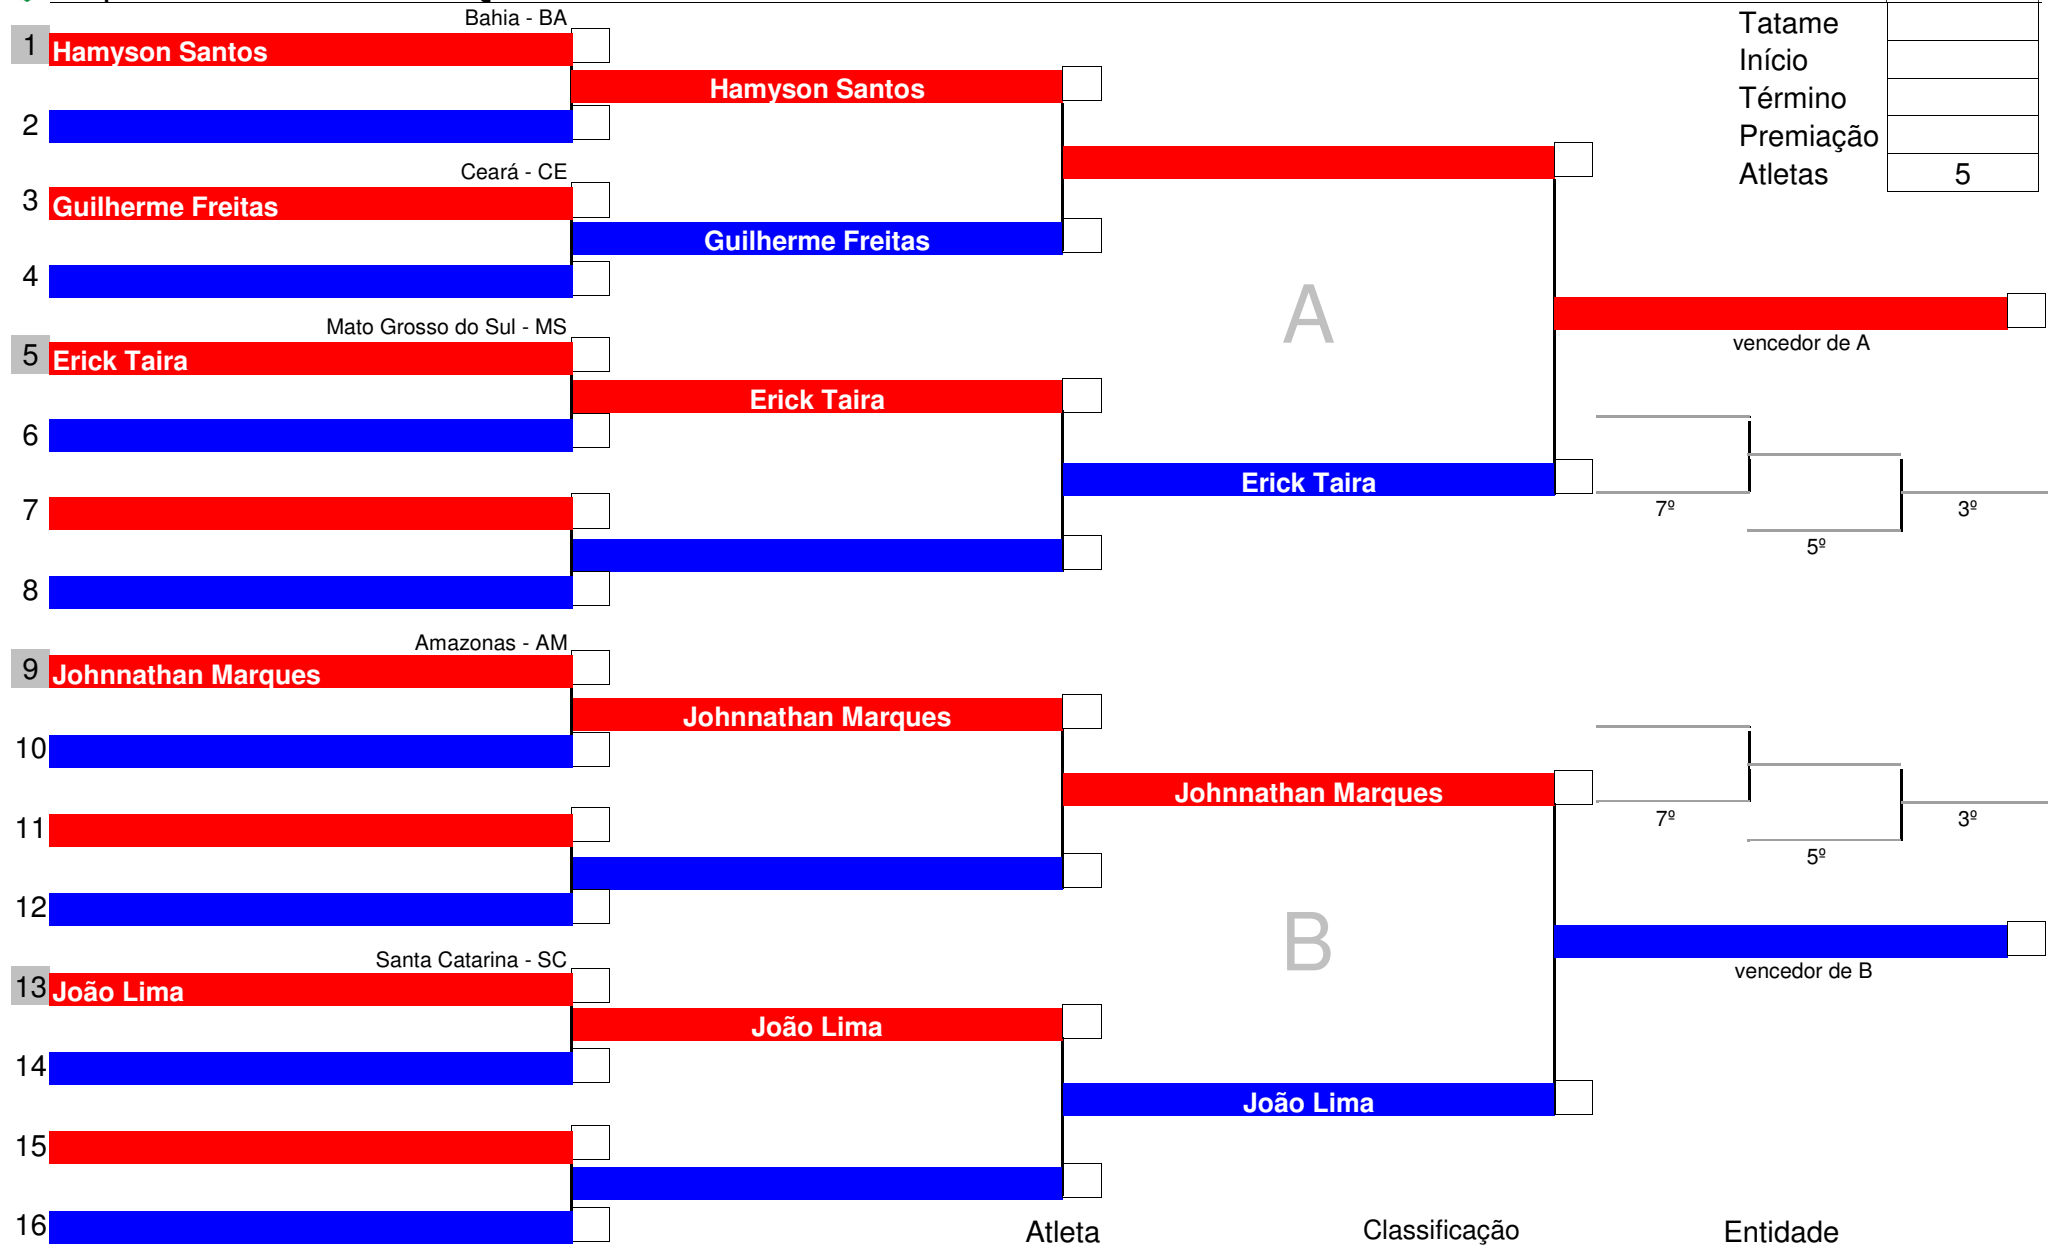 Bahia - BA
1 Hamyson Santos
Hamyson Santos
2
Ceará - CE
3 Guilherme Freitas
Guilherme Freitas
4
Mato Grosso do Sul - MS
5 Erick Taira
Erick Taira
6
Erick Taira
7
8
A
vencedor de A
7º
5º
3º
Tatame
Início
Término
Premiação
Atletas 5
Amazonas - AM
9 Johnnathan Marques
Johnnathan Marques
10
Johnnathan Marques
11
12
Santa Catarina - SC
13 João Lima
João Lima
14
João Lima
15
16
B
7º
5º
3º
vencedor de B
Atleta Classificação Entidade